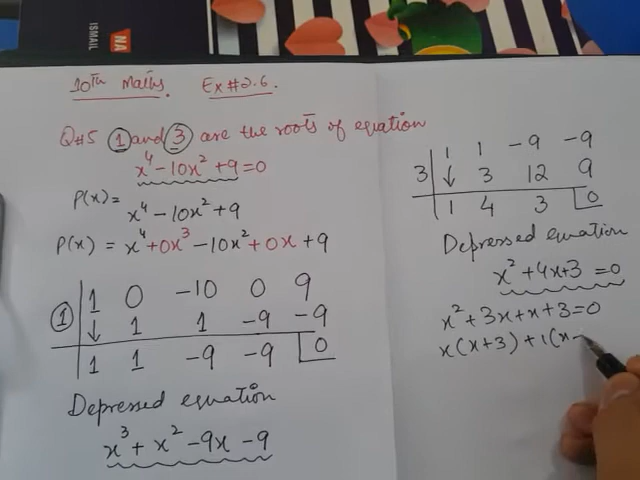 NA
ISMAIL
10TH Maths. Ex#2.6.
Q#5 1 and 3 are the roots of equation
x⁴-10x²+9=0
P(x)=
x⁴-10x²+9
P(x) = x⁴+0x³-10x²+0x+9
1 | 1 0 -10 0 9
↓ 1 1 -9 -9
1 1 -9 -9 0
Depressed equation
x³+x²-9x-9
1 1 -9 -9
3 | ↓ 3 12 9
1 4 3 0
Depressed equation
x²+4x+3=0
x²+3x+x+3=0
x(x+3)+1(x